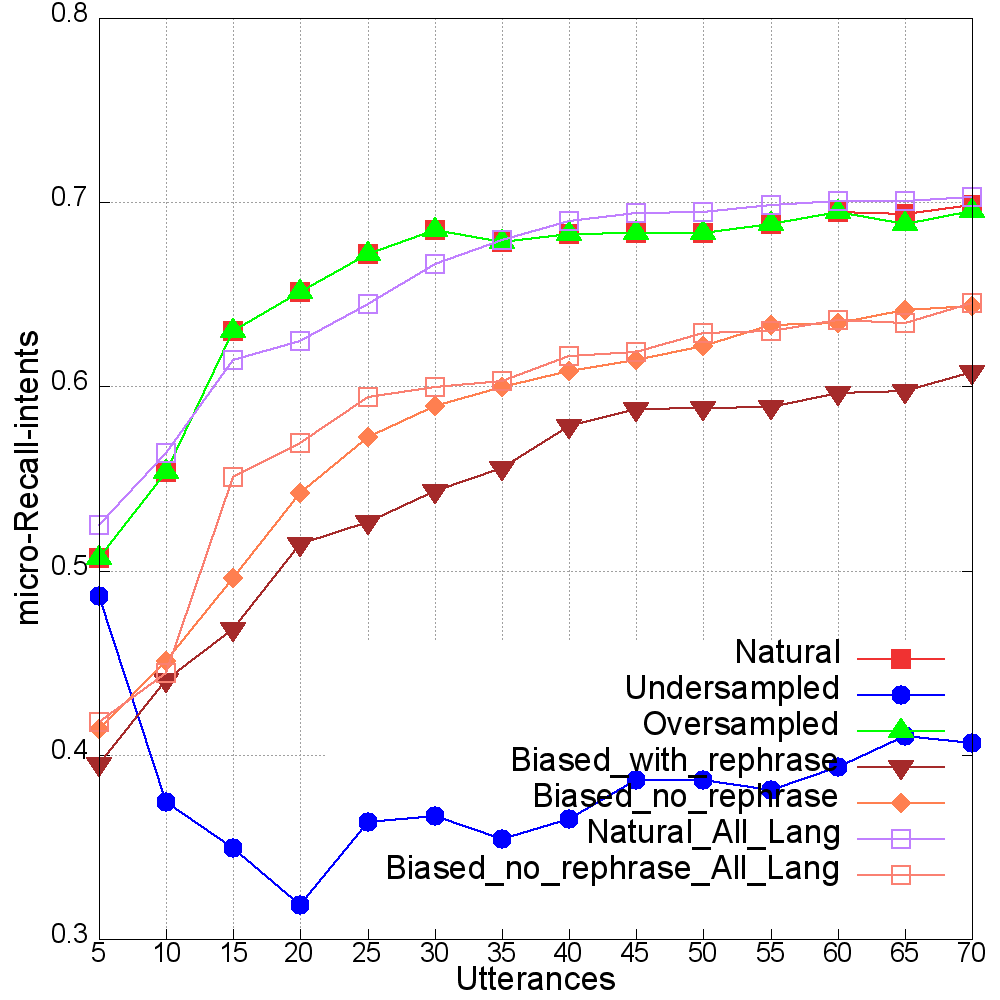 0.8
0.7
0.6
0.5
0.4
0.3
micro-Recall-intents
Natural
Undersampled
Oversampled
Biased_with_rephrase
Biased_no_rephrase
Natural_All_Lang
Biased_no_rephrase_All_Lang
5 10 15 20 25 30 35 40 45 50 55 60 65 70
Utterances